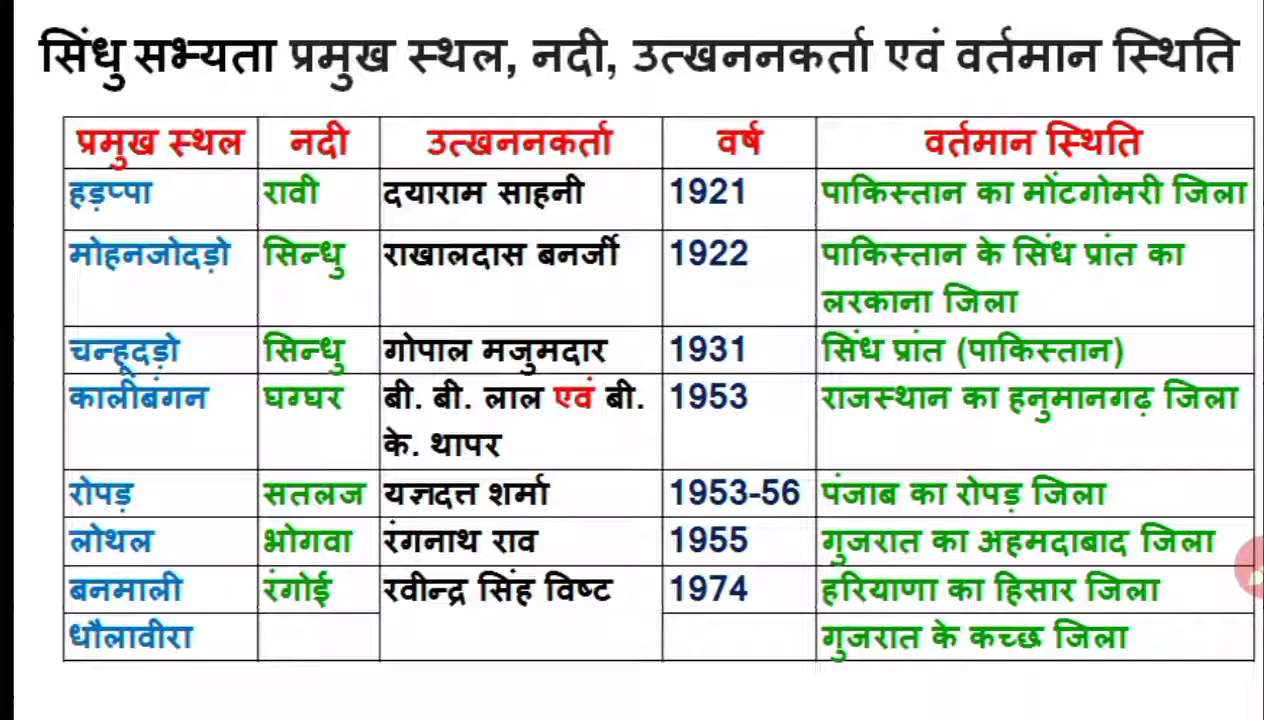 सिंधु सभ्यता प्रमुख स्थल, नदी, उत्खननकर्ता एवं वर्तमान स्थिति
प्रमुख स्थल नदी उत्खननकर्ता वर्ष वर्तमान स्थिति
हड़प्पा रावी दयाराम साहनी 1921 पाकिस्तान का मोंटगोमरी जिला
मोहनजोदड़ो सिन्धु राखालदास बनर्जी 1922 पाकिस्तान के सिंध प्रांत का
लरकाना जिला
चन्हूदड़ो सिन्धु गोपाल मजुमदार 1931 सिंध प्रांत (पाकिस्तान)
कालीबंगन घग्घर बी. बी. लाल एवं बी. 1953 राजस्थान का हनुमानगढ़ जिला
के. थापर
रोपड़ सतलज यज्ञदत्त शर्मा 1953-56 पंजाब का रोपड़ जिला
लोथल भोगवा रंगनाथ राव 1955 गुजरात का अहमदाबाद जिला
बनमाली रंगोई रवीन्द्र सिंह विष्ट 1974 हरियाणा का हिसार जिला
धौलावीरा गुजरात के कच्छ जिला